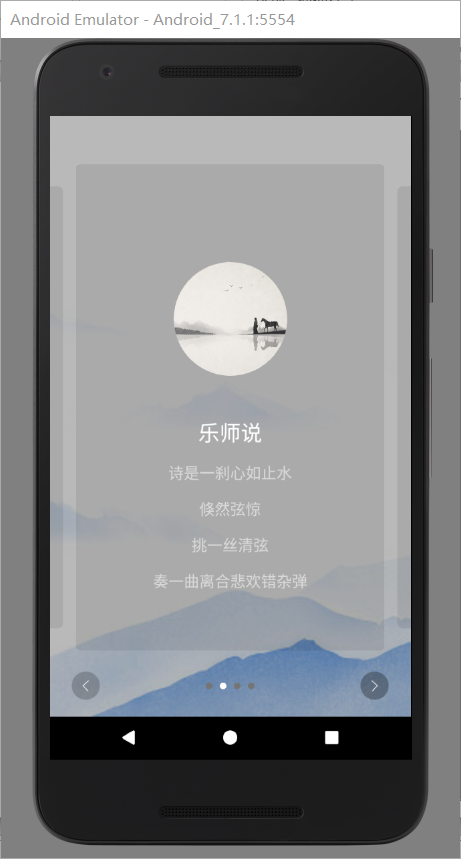 Android Emulator - Android_7.1.1:5554
乐师说
诗是一刹心如止水
倏然弦惊
挑一丝清弦
奏一曲离合悲欢错杂弹